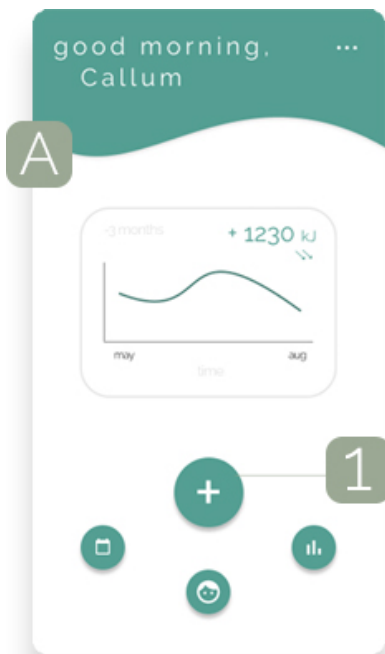 good morning,
Callum
A
-3 months
+ 1230 kJ
may
aug
time
1